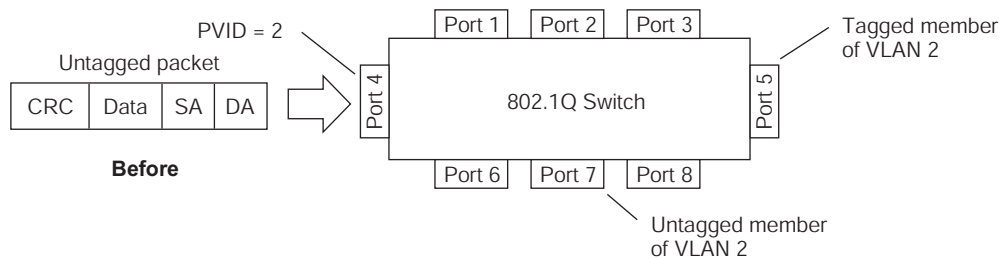 PVID = 2
Port 1
Port 2
Port 3
Tagged member
of VLAN 2
Untagged packet
CRC
Data
SA
DA
Port 4
802.1Q Switch
Port 5
Before
Port 6
Port 7
Port 8
Untagged member
of VLAN 2